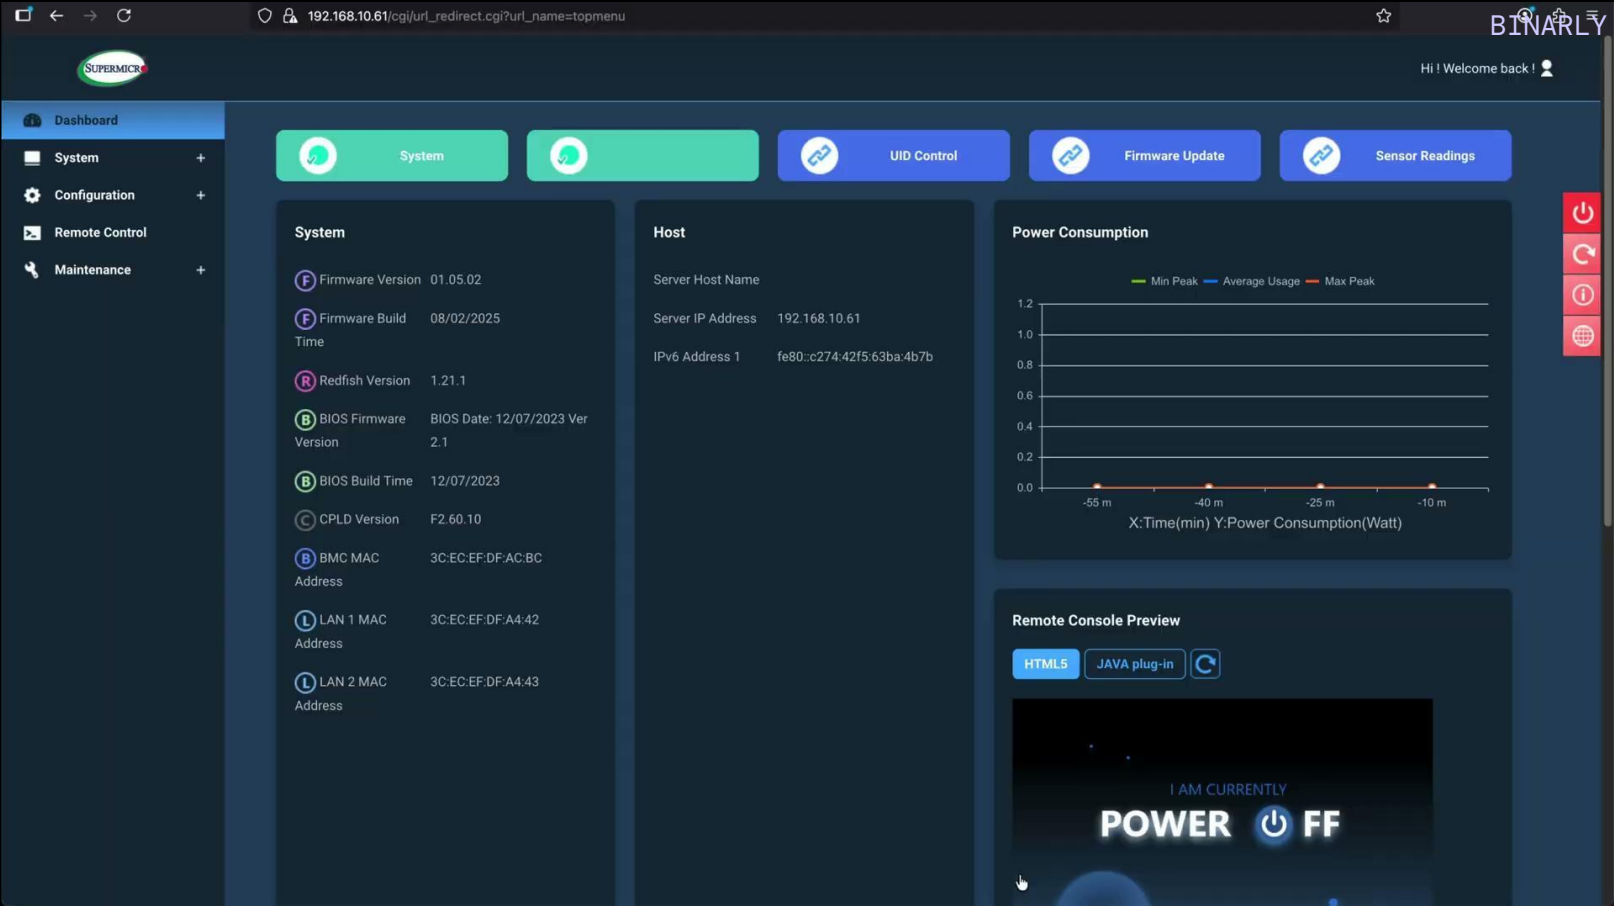 192.168.10.61/cgi/url_redirect.cgi?url_name=topmenu
BINARLY
SUPERMICR
Hi ! Welcome back !
Dashboard
System +
Configuration +
Remote Control
Maintenance +
System
UID Control
Firmware Update
Sensor Readings
System
F Firmware Version 01.05.02
F Firmware Build 08/02/2025
Time
R Redfish Version 1.21.1
B BIOS Firmware BIOS Date: 12/07/2023 Ver
Version 2.1
B BIOS Build Time 12/07/2023
C CPLD Version F2.60.10
B BMC MAC 3C:EC:EF:DF:AC:BC
Address
L LAN 1 MAC 3C:EC:EF:DF:A4:42
Address
L LAN 2 MAC 3C:EC:EF:DF:A4:43
Address
Host
Server Host Name
Server IP Address 192.168.10.61
IPv6 Address 1 fe80::c274:42f5:63ba:4b7b
Power Consumption
Min Peak Average Usage Max Peak
1.2
1.0
0.8
0.6
0.4
0.2
0.0
-55 m -40 m -25 m -10 m
X:Time(min) Y:Power Consumption(Watt)
Remote Console Preview
HTML5 JAVA plug-in
I AM CURRENTLY
POWER FF